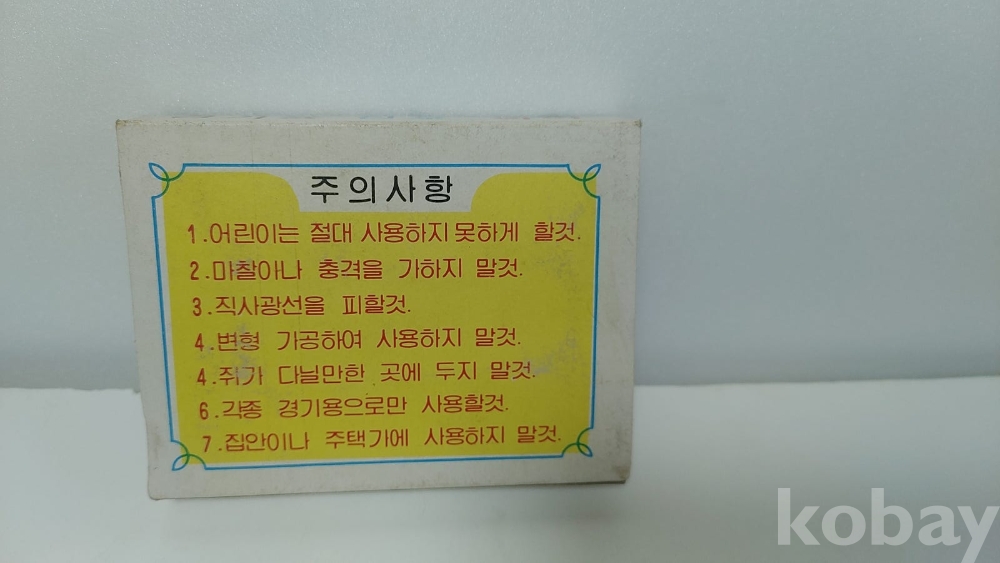 주의사항
1.어린이는 절대 사용하지 못하게 할것.
2.마찰이나 충격을 가하지 말것.
3.직사광선을 피할것.
4.변형 가공하여 사용하지 말것.
4.쥐가 다닐만한 곳에 두지 말것.
6.각종 경기용으로만 사용할것.
7.집안이나 주택가에 사용하지 말것.
kobay